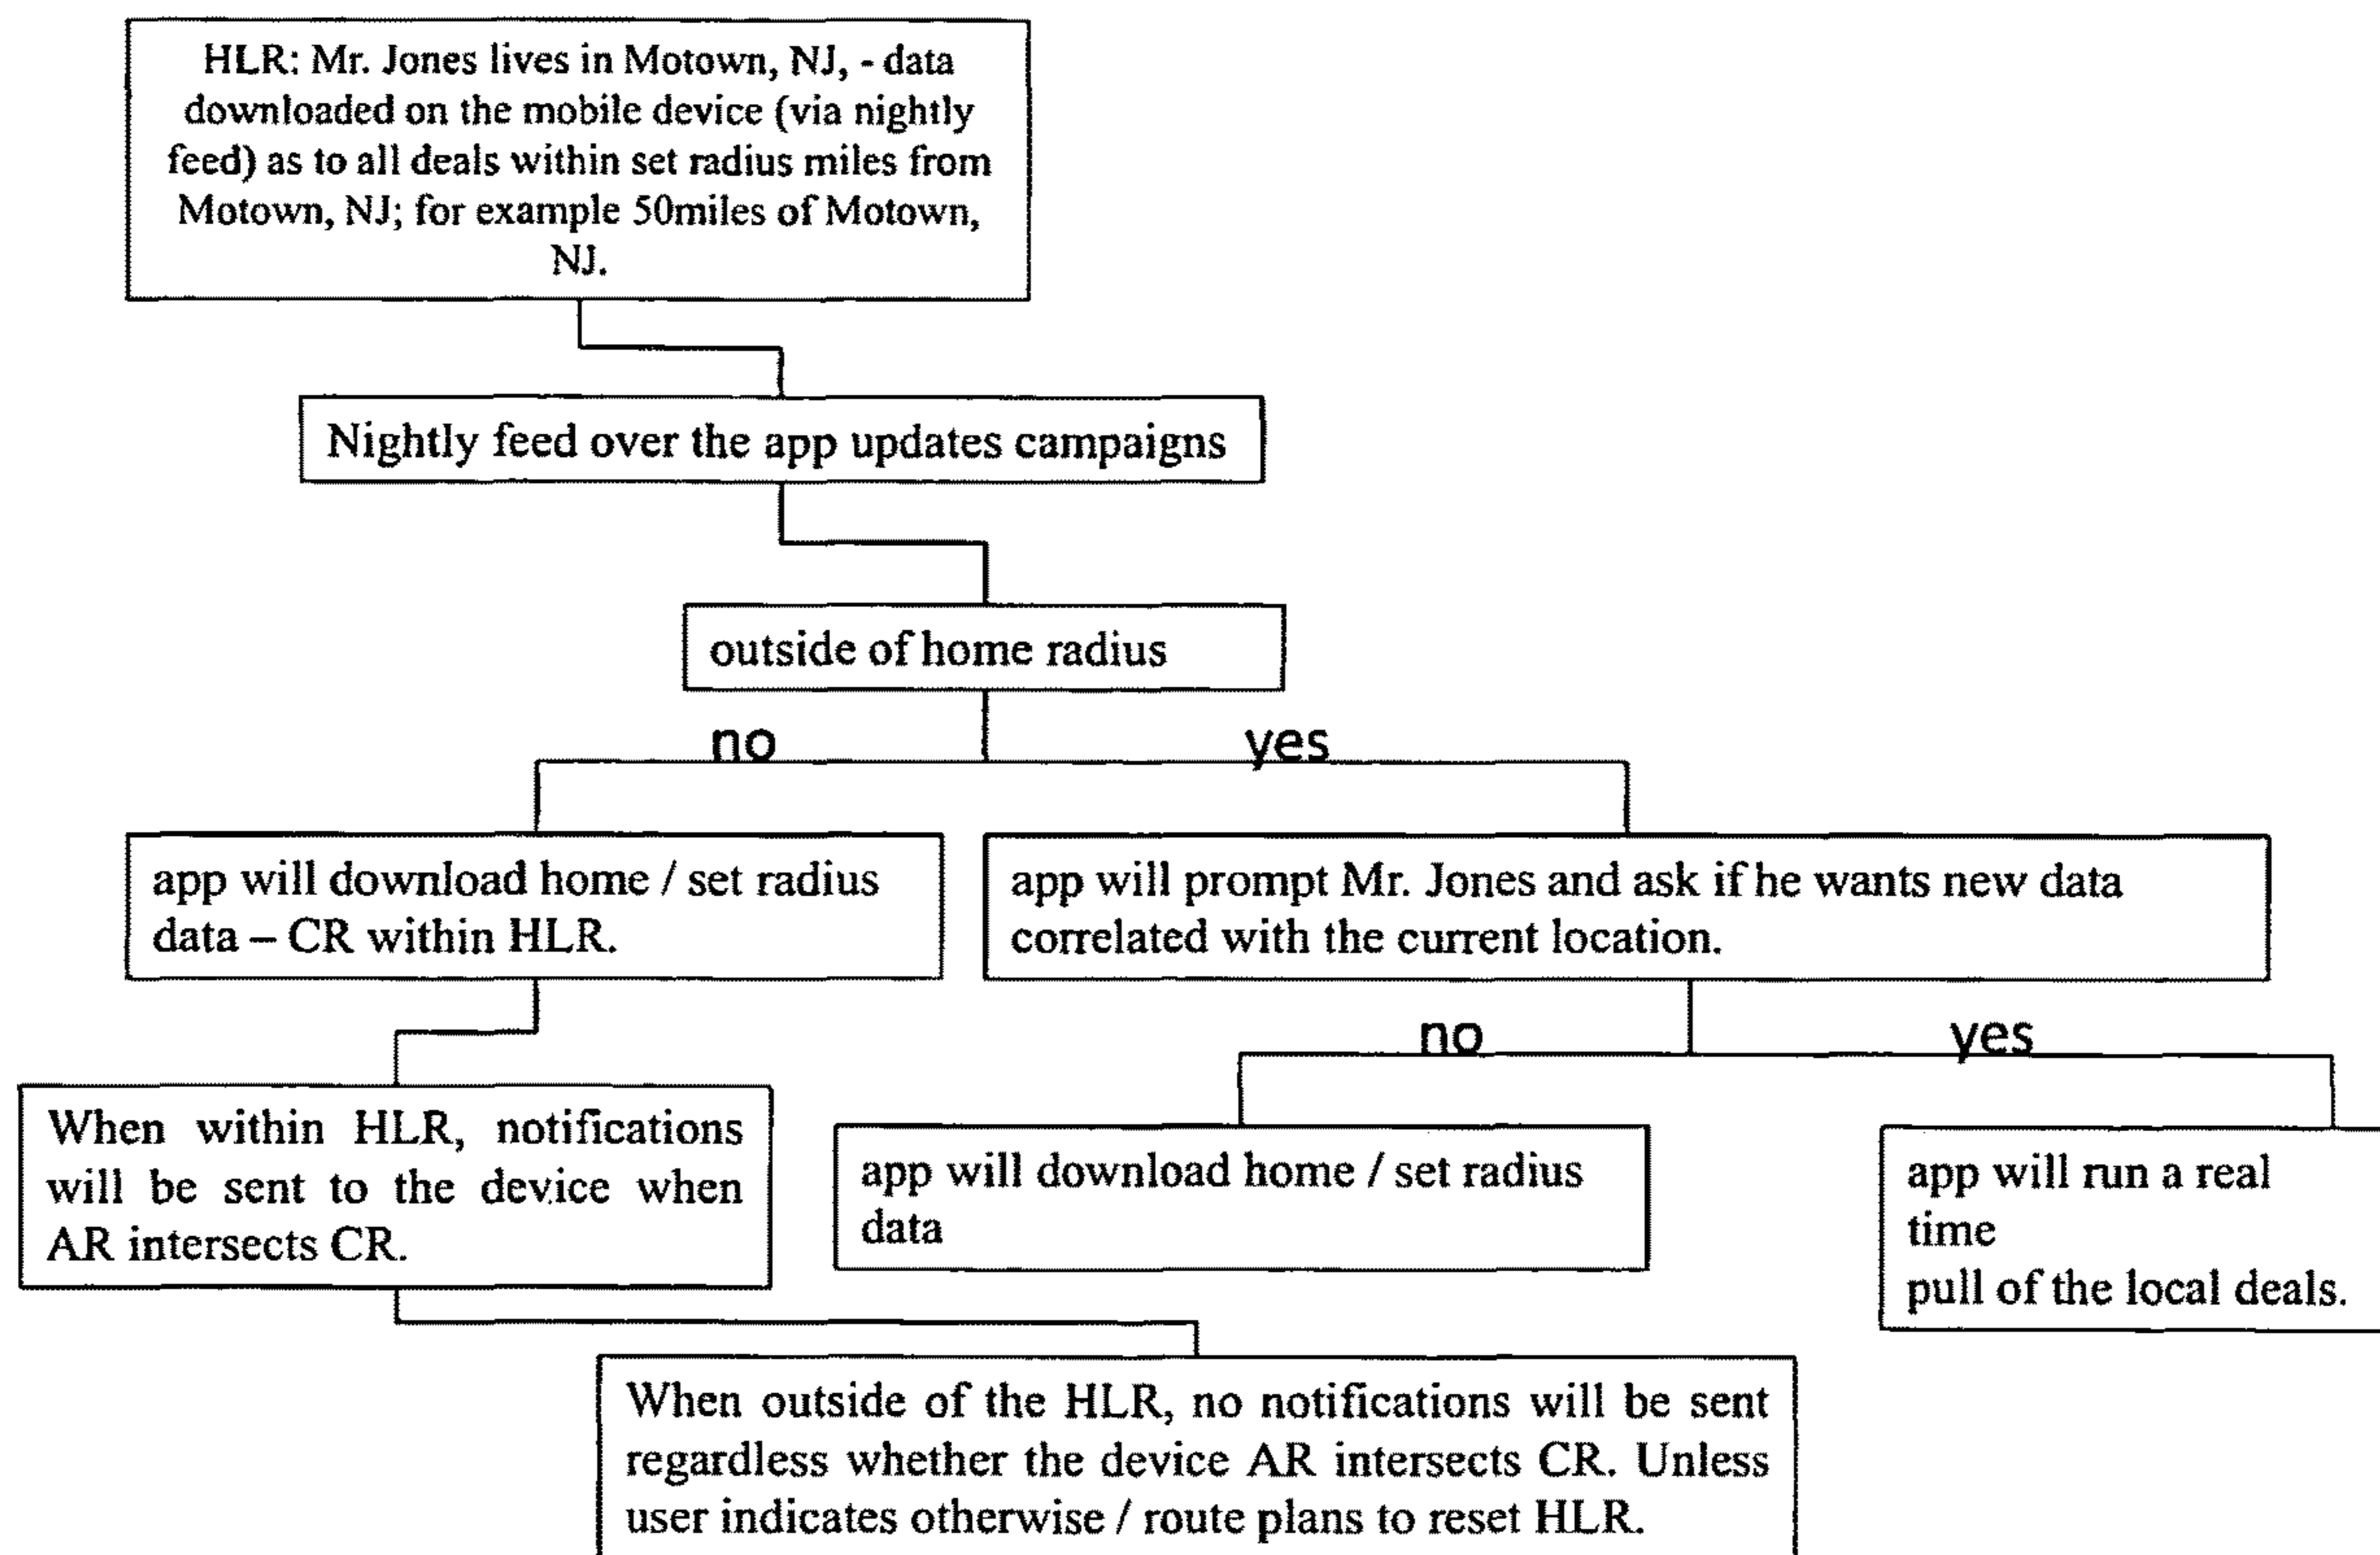 HLR: Mr. Jones lives in Motown, NJ, - data
downloaded on the mobile device (via nightly
feed) as to all deals within set radius miles from
Motown, NJ; for example 50miles of Motown,
NJ.
Nightly feed over the app updates campaigns
outside of home radius
no
yes
app will download home / set radius
data – CR within HLR.
app will prompt Mr. Jones and ask if he wants new data
correlated with the current location.
no
yes
When within HLR, notifications
will be sent to the device when
AR intersects CR.
app will download home / set radius
data
app will run a real
time
pull of the local deals.
When outside of the HLR, no notifications will be sent
regardless whether the device AR intersects CR. Unless
user indicates otherwise / route plans to reset HLR.